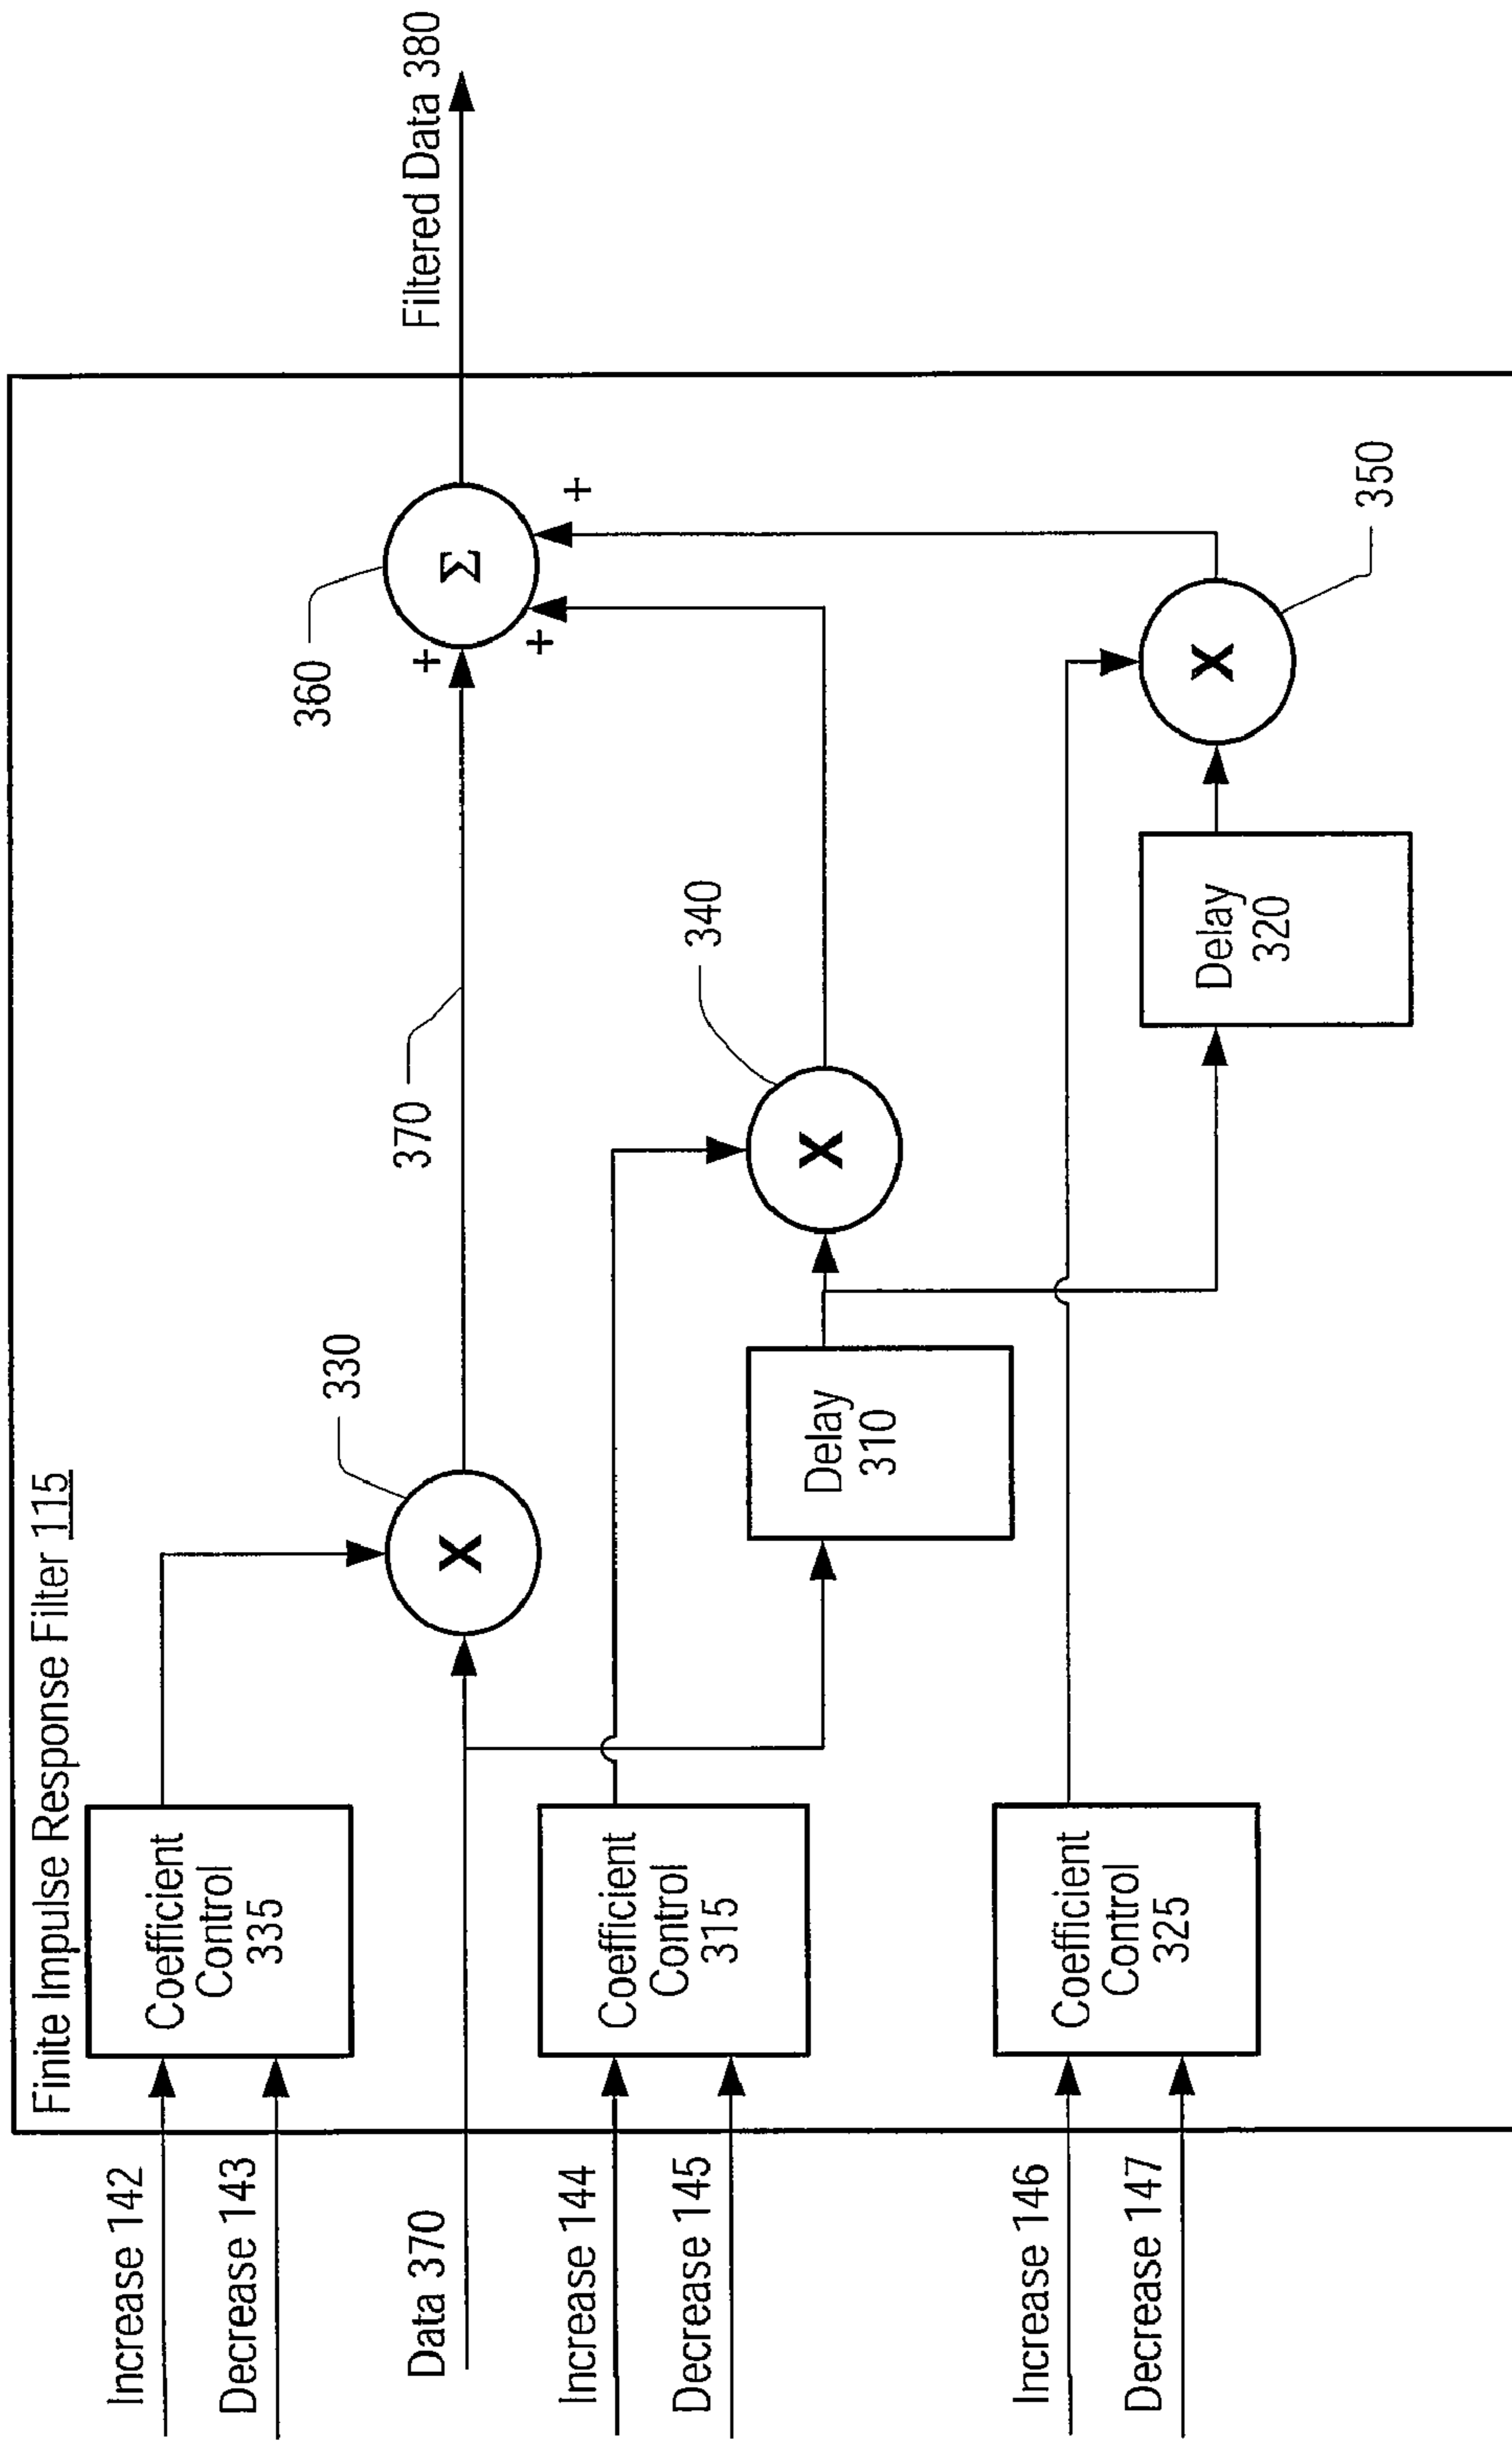 Finite Impulse Response Filter 115
Increase 142
Decrease 143
Coefficient
Control
335
330
Data 370
370
360
Σ
+
+
+
X
Filtered Data 380
Increase 144
Decrease 145
Coefficient
Control
315
Delay
310
X
340
Increase 146
Decrease 147
Coefficient
Control
325
Delay
320
X
350